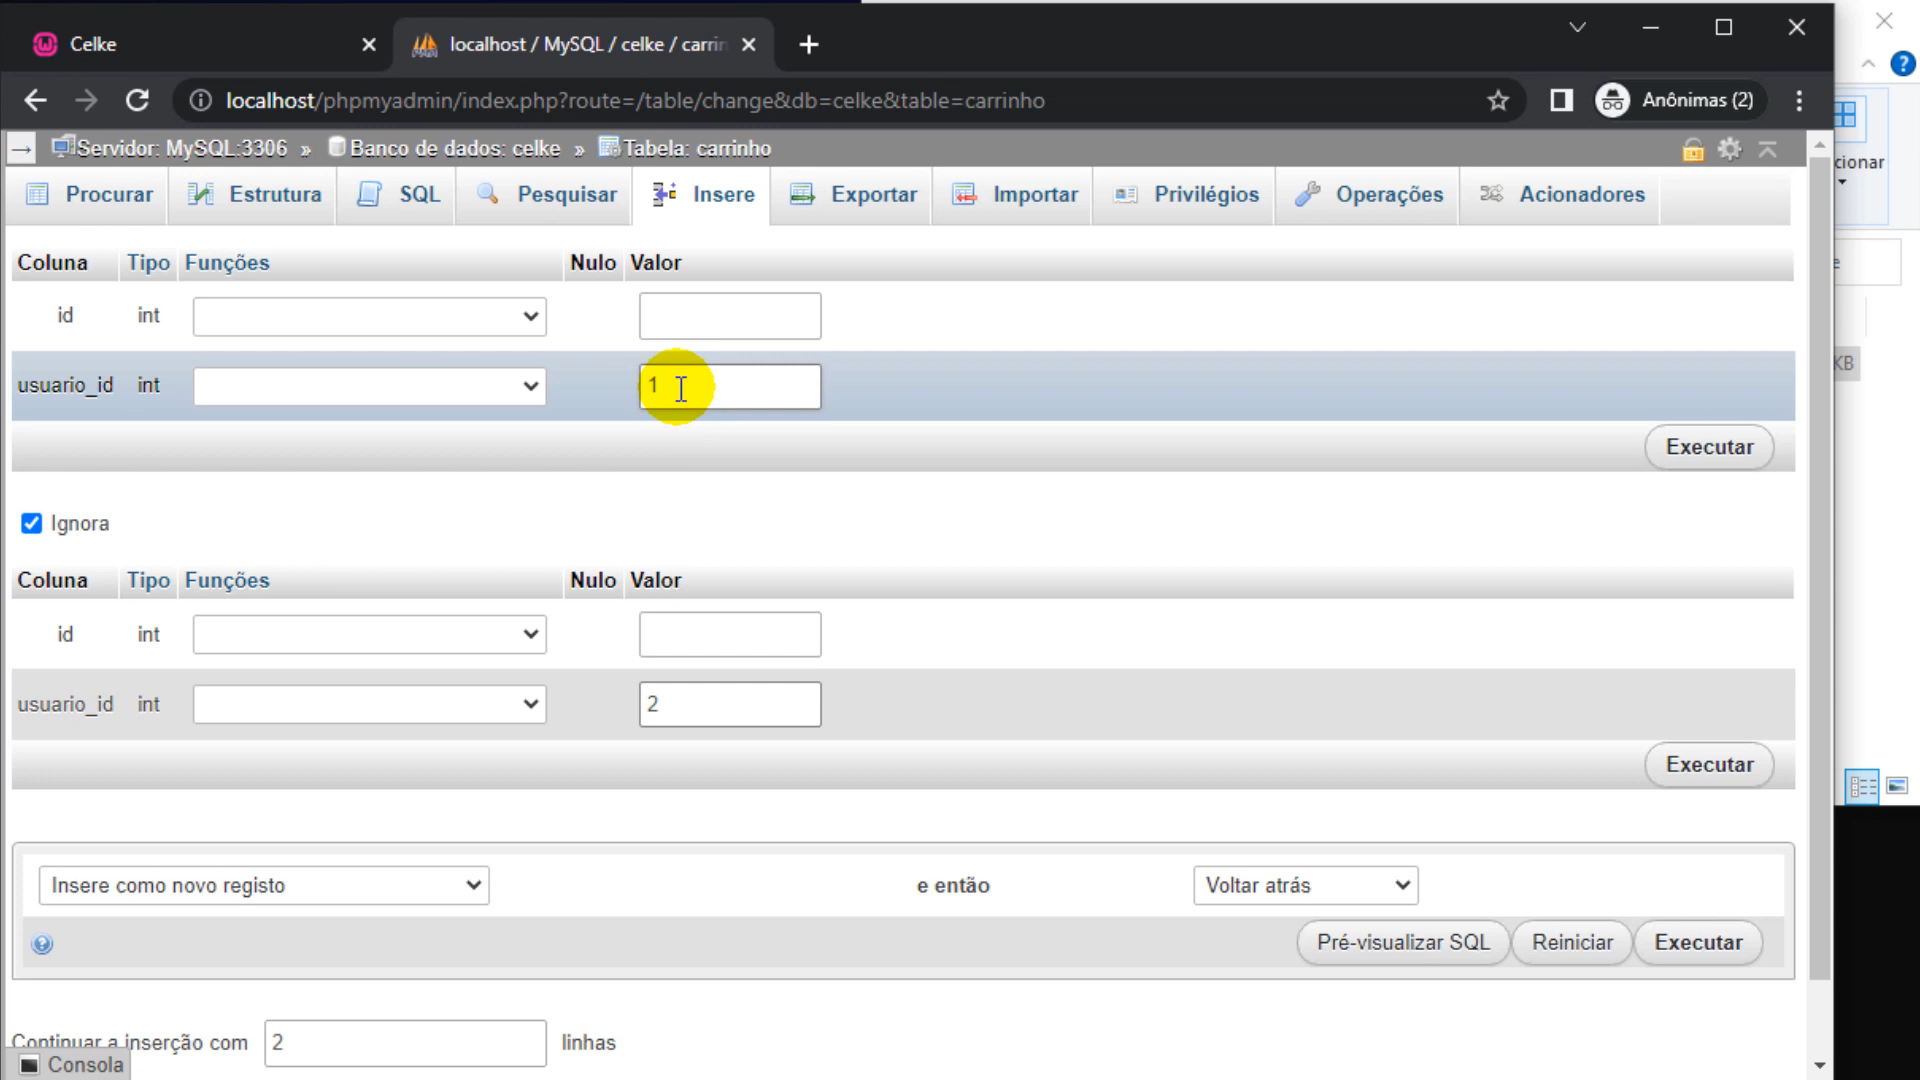 Celke
localhost / MySQL / celke / carrin
localhost/phpmyadmin/index.php?route=/table/change&db=celke&table=carrinho
Anônimas (2)
Servidor: MySQL:3306 » Banco de dados: celke » Tabela: carrinho
cionar
Procurar Estrutura SQL Pesquisar Insere Exportar Importar Privilégios Operações Acionadores
Coluna Tipo Funções Nulo Valor
e
id int
KB
usuario_id int 1
Executar
Ignora
Coluna Tipo Funções Nulo Valor
id int
usuario_id int 2
Executar
Insere como novo registo e então Voltar atrás
Pré-visualizar SQL Reiniciar Executar
Continuar a inserção com 2 linhas
Consola